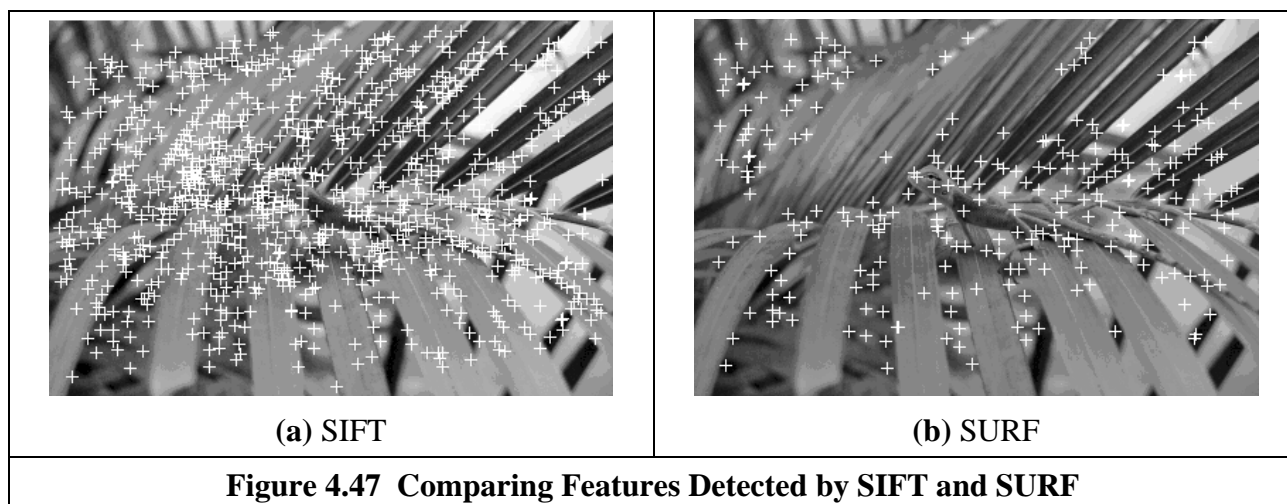 (a) SIFT
(b) SURF
Figure 4.47 Comparing Features Detected by SIFT and SURF